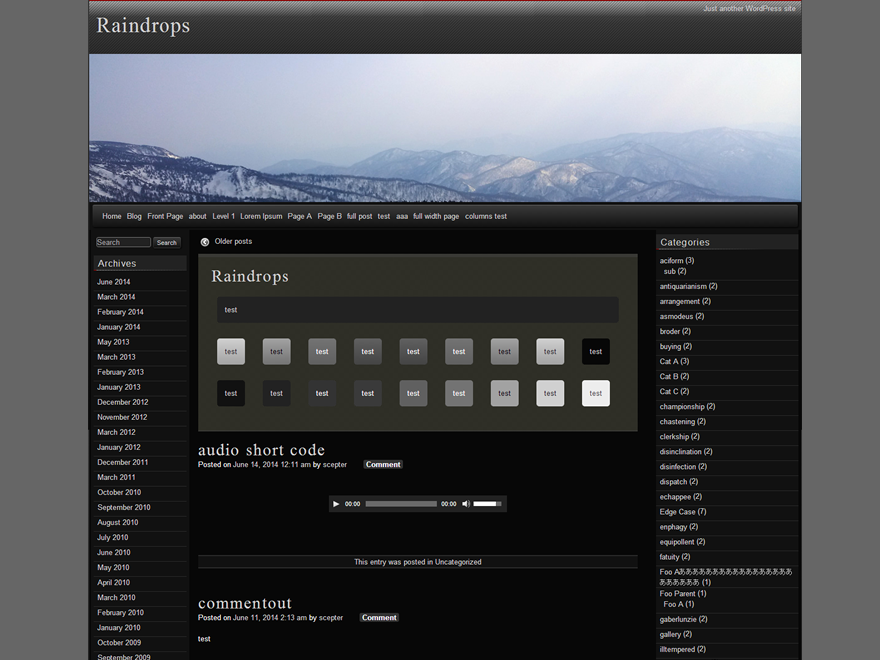 Just another WordPress site
Raindrops
Home Blog Front Page about Level 1 Lorem Ipsum Page A Page B full post test aaa full width page columns test
Search Search
Archives
June 2014
March 2014
February 2014
January 2014
May 2013
March 2013
February 2013
January 2013
December 2012
November 2012
March 2012
January 2012
December 2011
March 2011
October 2010
September 2010
August 2010
July 2010
June 2010
May 2010
April 2010
March 2010
February 2010
January 2010
October 2009
September 2009
Older posts
Raindrops
test
test test test test test test test test test
test test test test test test test test test
audio short code
Posted on June 14, 2014 12:11 am by scepter Comment
00:00 00:00
This entry was posted in Uncategorized
commentout
Posted on June 11, 2014 2:13 am by scepter Comment
test
Categories
aciform (3)
sub (2)
antiquarianism (2)
arrangement (2)
asmodeus (2)
broder (2)
buying (2)
Cat A (3)
Cat B (2)
Cat C (2)
championship (2)
chastening (2)
clerkship (2)
disinclination (2)
disinfection (2)
dispatch (2)
echappee (2)
Edge Case (7)
enphagy (2)
equipollent (2)
fatuity (2)
Foo Aあああああああああああああああああ
ああああああ (1)
Foo Parent (1)
Foo A (1)
gaberlunzie (2)
gallery (2)
illtempered (2)